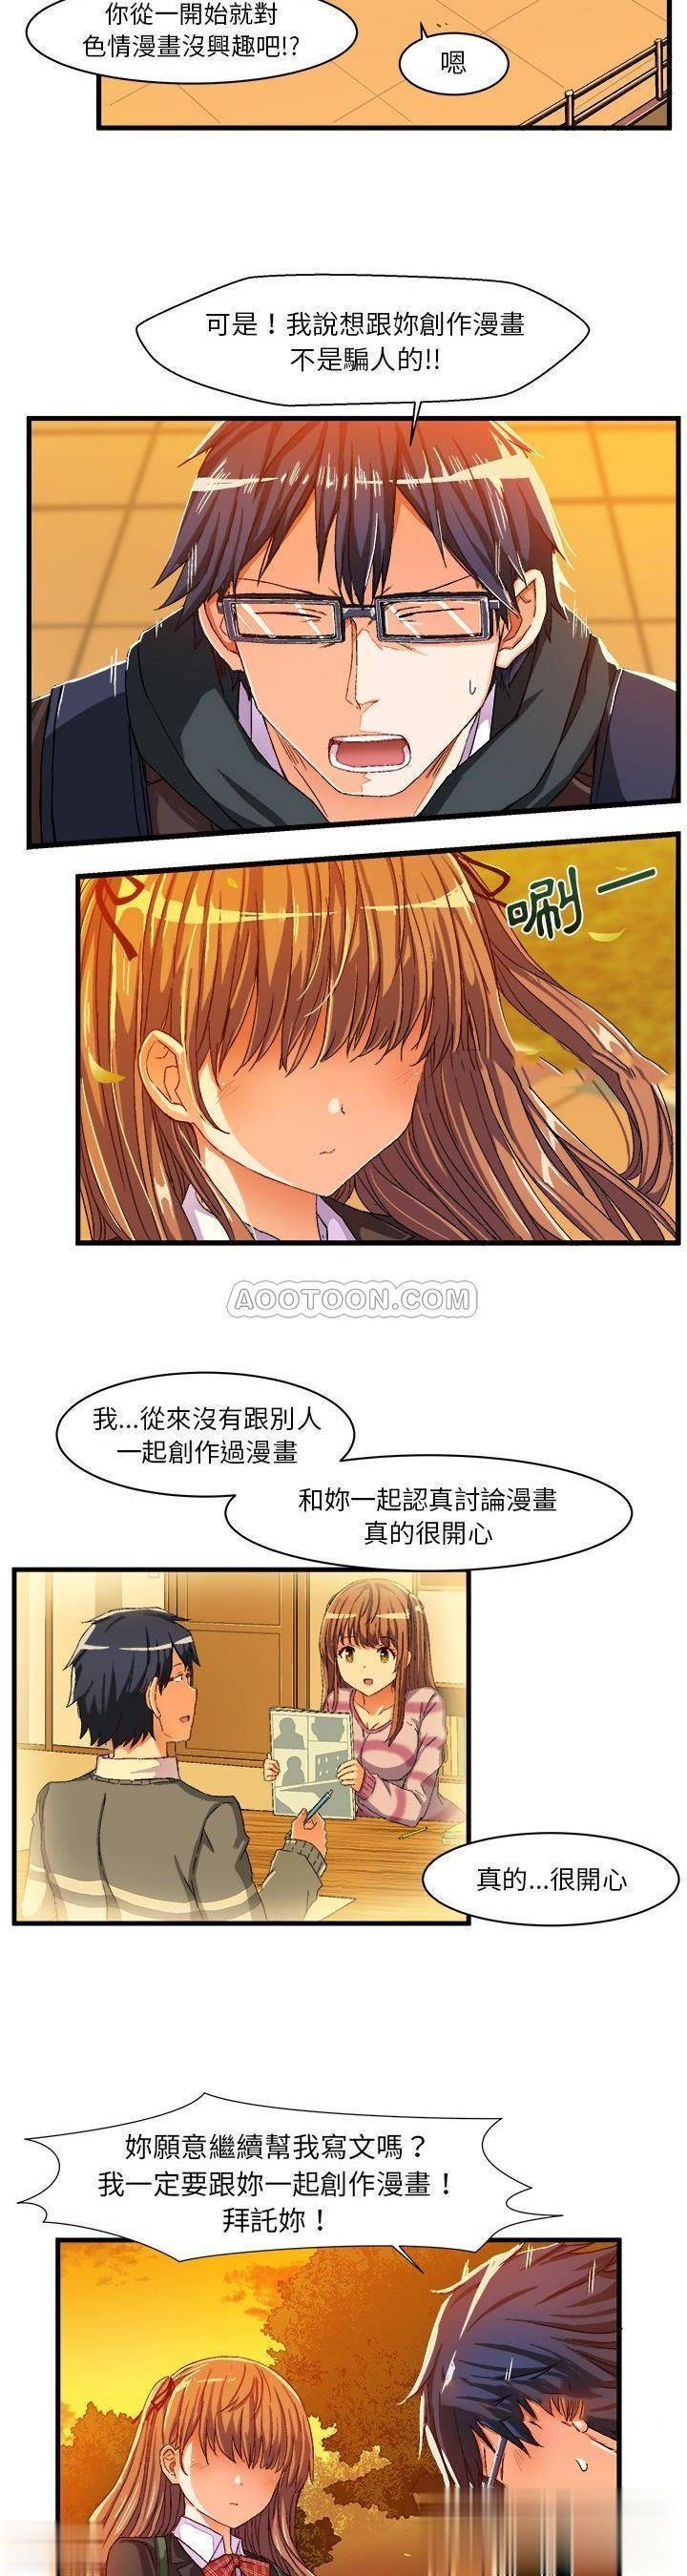 你從一開始就對
色情漫畫沒興趣吧!?
嗯
可是！我說想跟妳創作漫畫
不是騙人的!!
唰一
AOOTOON.COM
我...從來沒有跟別人
一起創作過漫畫
和妳一起認真討論漫畫
真的很開心
真的...很開心
妳願意繼續幫我寫文嗎？
我一定要跟妳一起創作漫畫！
拜託妳！